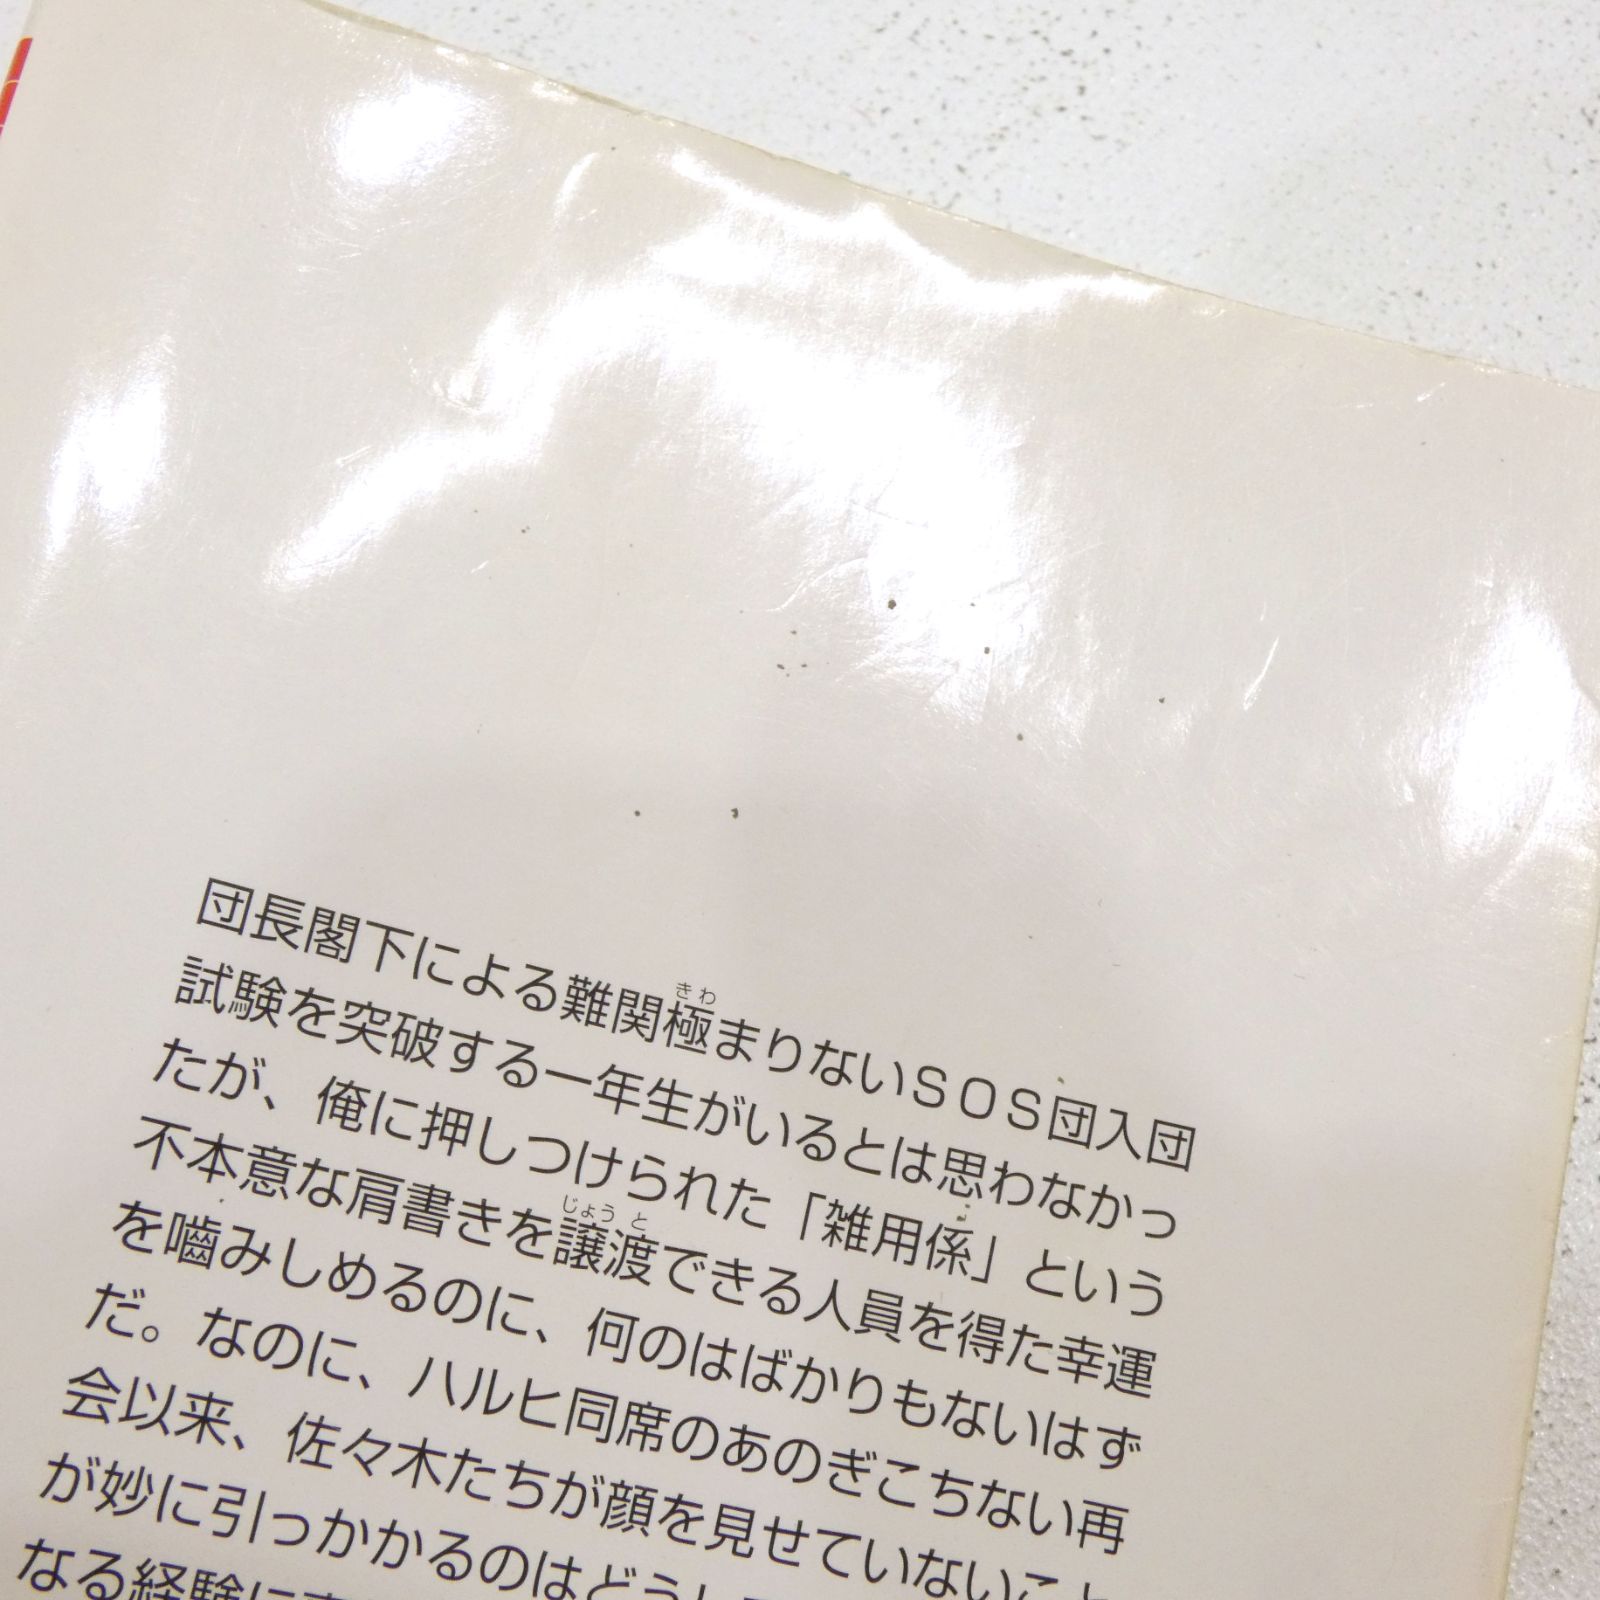 団長閣下による難関極まりないＳＯＳ団入団
試験を突破する一年生がいるとは思わなかっ
たが、俺に押しつけられた「雑用係」という
不本意な肩書きを譲渡できる人員を得た幸運
を嚙みしめるのに、何のはばかりもないはず
だ。なのに、ハルヒ同席のあのぎこちない再
会以来、佐々木たちが顔を見せていないこと
が妙に引っかかるのはどうし
なる経験に